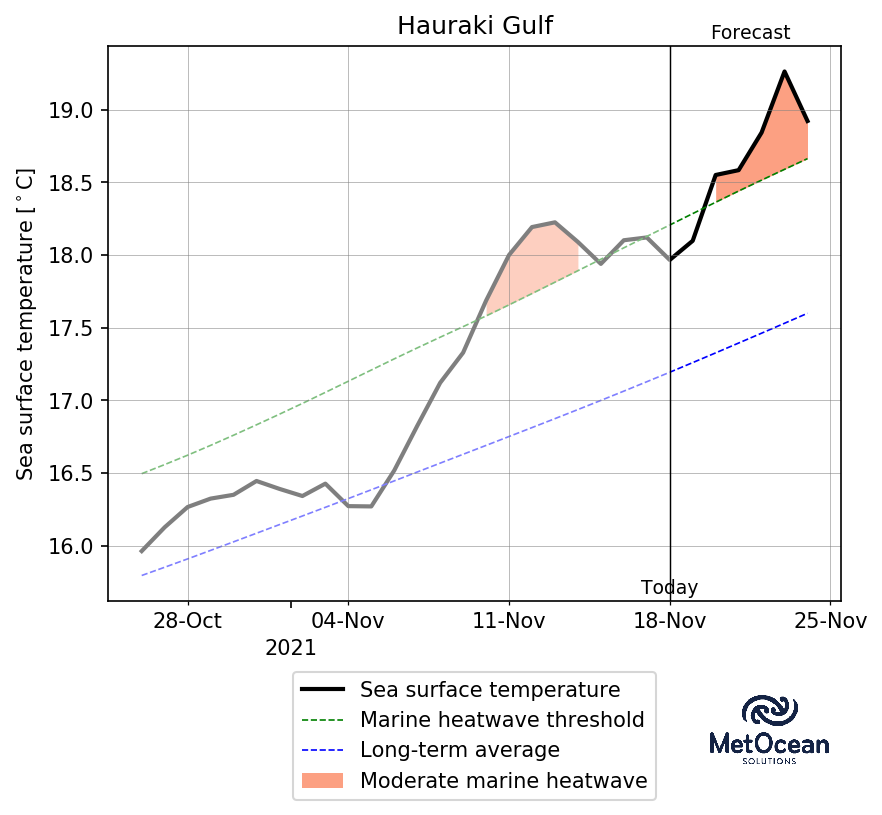 Hauraki Gulf
Forecast
Sea surface temperature [°C]
19.0
18.5
18.0
17.5
17.0
16.5
16.0
Today
28-Oct 04-Nov 11-Nov 18-Nov 25-Nov
2021
Sea surface temperature
Marine heatwave threshold
Long-term average
Moderate marine heatwave
MetOcean
SOLUTIONS